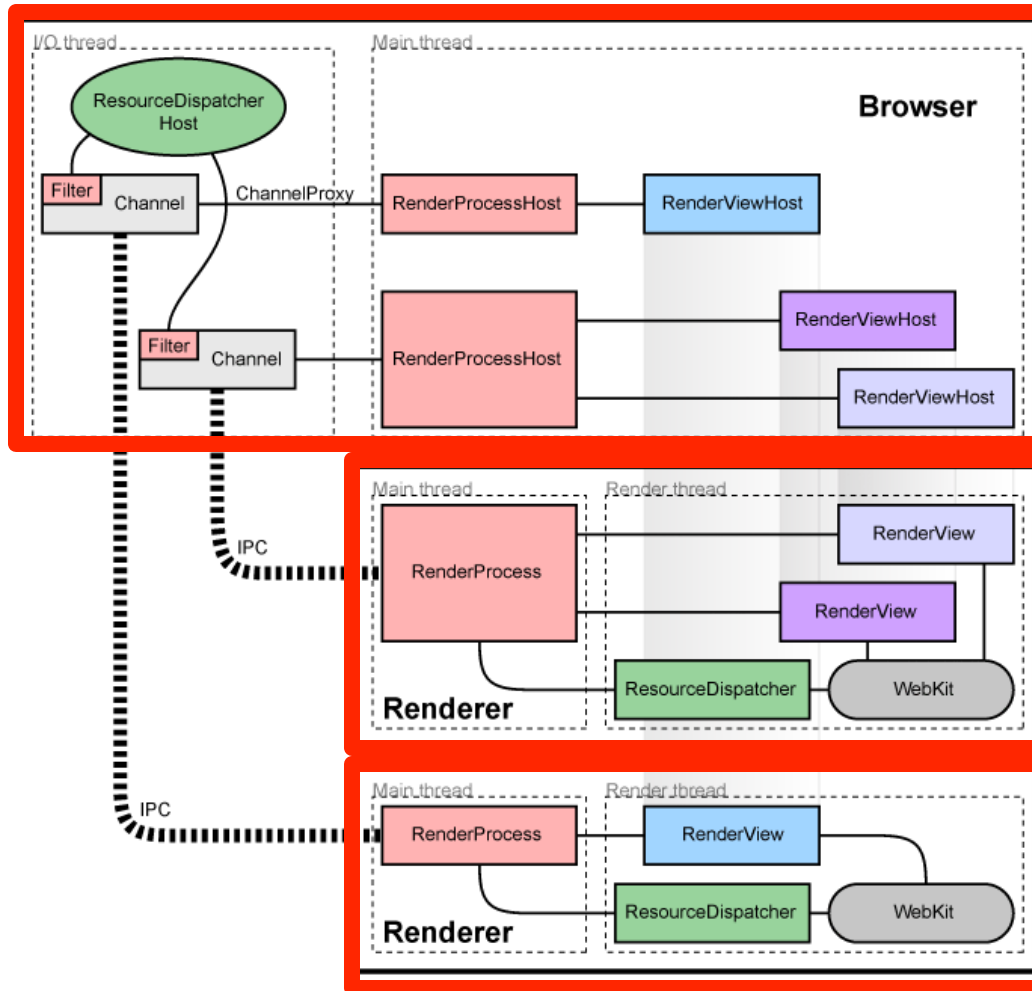 I/O thread
Main thread
ResourceDispatcher
Host
Browser
Filter
Channel
ChannelProxy
RenderProcessHost
RenderViewHost
RenderViewHost
Filter
Channel
RenderProcessHost
RenderViewHost
Main thread
Render thread
RenderView
IPC
RenderProcess
RenderView
ResourceDispatcher
WebKit
Renderer
Main thread
Render thread
IPC
RenderProcess
RenderView
ResourceDispatcher
WebKit
Renderer